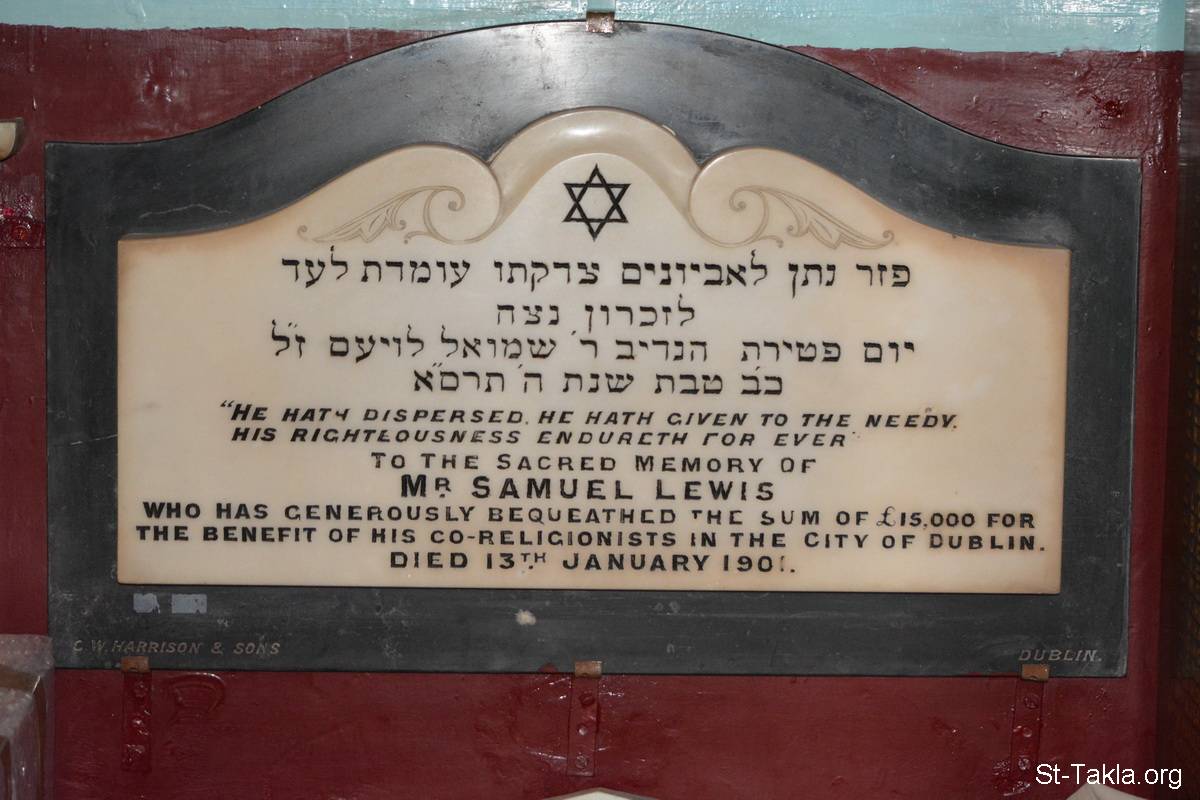 פזר נתן לאביונים צדקתו עומדת לעד
לזכרון נצח
יום פטירת הנדיב ר׳ שמואל לויעס ז״ל
כ״ב טבת שנת ה׳ תרס״א
"HE HATH DISPERSED, HE HATH GIVEN TO THE NEEDY.
HIS RIGHTEOUSNESS ENDURETH FOR EVER"
TO THE SACRED MEMORY OF
MR. SAMUEL LEWIS
WHO HAS GENEROUSLY BEQUEATHED THE SUM OF £15,000 FOR
THE BENEFIT OF HIS CO-RELIGIONISTS IN THE CITY OF DUBLIN.
DIED 13TH JANUARY 1901.
C. W. HARRISON & SONS
DUBLIN.
St-Takla.org